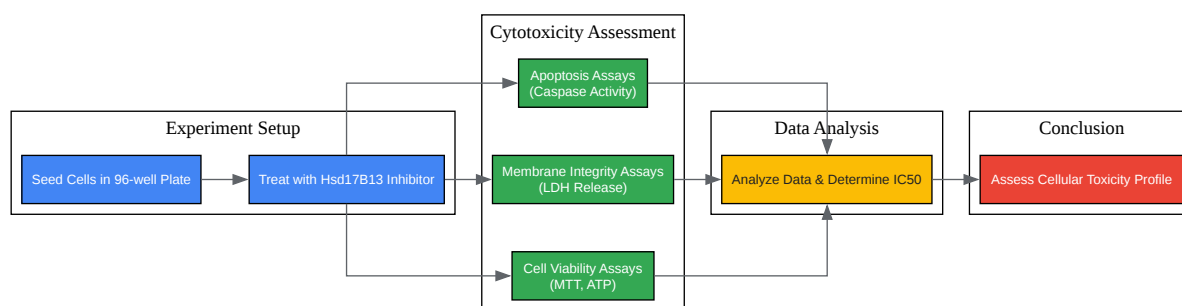 Experiment Setup
Seed Cells in 96-well Plate
Treat with Hsd17B13 Inhibitor
Cytotoxicity Assessment
Apoptosis Assays
(Caspase Activity)
Membrane Integrity Assays
(LDH Release)
Cell Viability Assays
(MTT, ATP)
Data Analysis
Analyze Data & Determine IC50
Conclusion
Assess Cellular Toxicity Profile